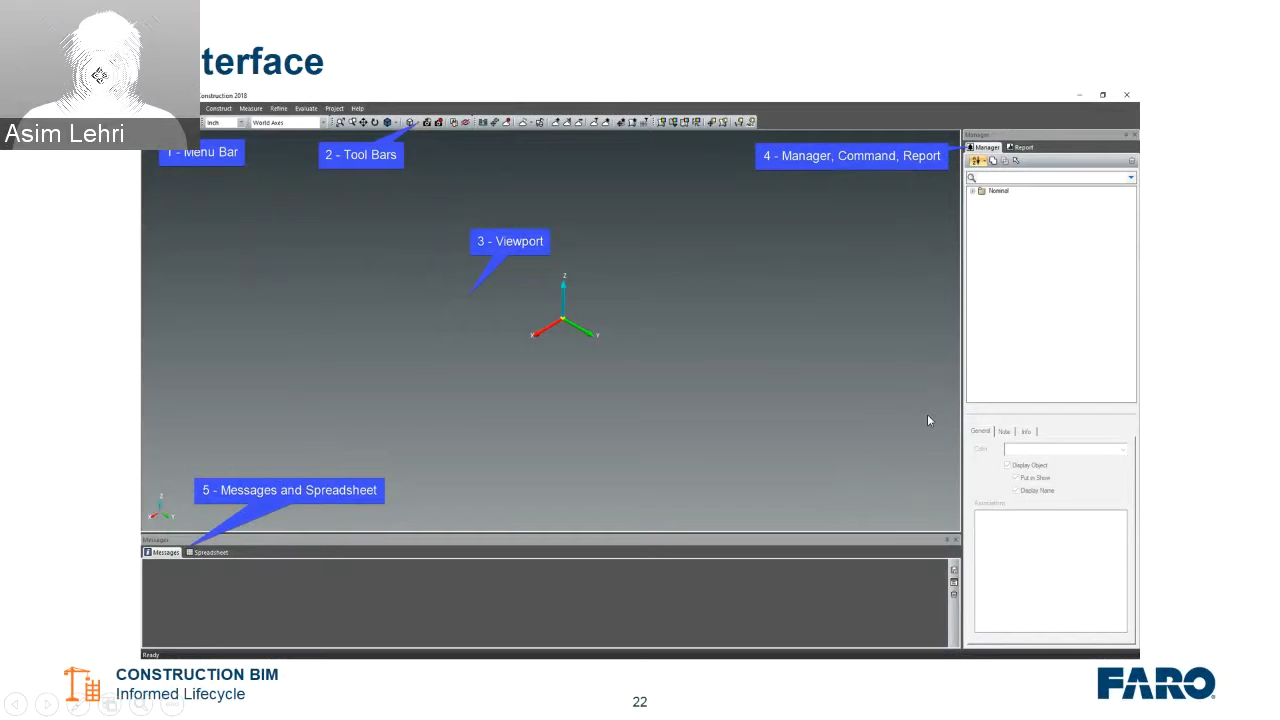 terface
Asim Lehri
onstruction 2018
Construct Measure Refine Evaluate Project Help
Inch World Axes
1 - Menu Bar
2 - Tool Bars
3 - Viewport
4 - Manager, Command, Report
5 - Messages and Spreadsheet
Z
X
Y
Z
Manager
Manager Report
Nominal
General Note Info
Color
Display Object
Put in Show
Display Name
Associations
Messages
Messages Spreadsheet
Ready
CONSTRUCTION BIM
Informed Lifecycle
22
FARO